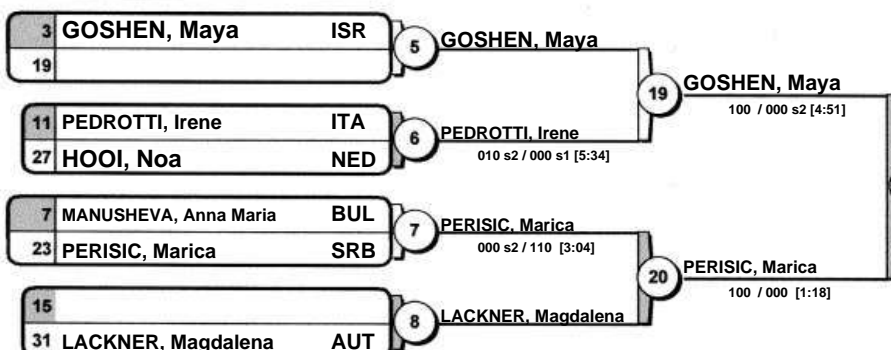 3 GOSHEN, Maya ISR
19
5
GOSHEN, Maya
11 PEDROTTI, Irene ITA
27 HOOI, Noa NED
6
PEDROTTI, Irene
010 s2 / 000 s1 [5:34]
19
GOSHEN, Maya
100 / 000 s2 [4:51]
7 MANUSHEVA, Anna Maria BUL
23 PERISIC, Marica SRB
7
PERISIC, Marica
000 s2 / 110 [3:04]
15
31 LACKNER, Magdalena AUT
8
LACKNER, Magdalena
20
PERISIC, Marica
100 / 000 [1:18]